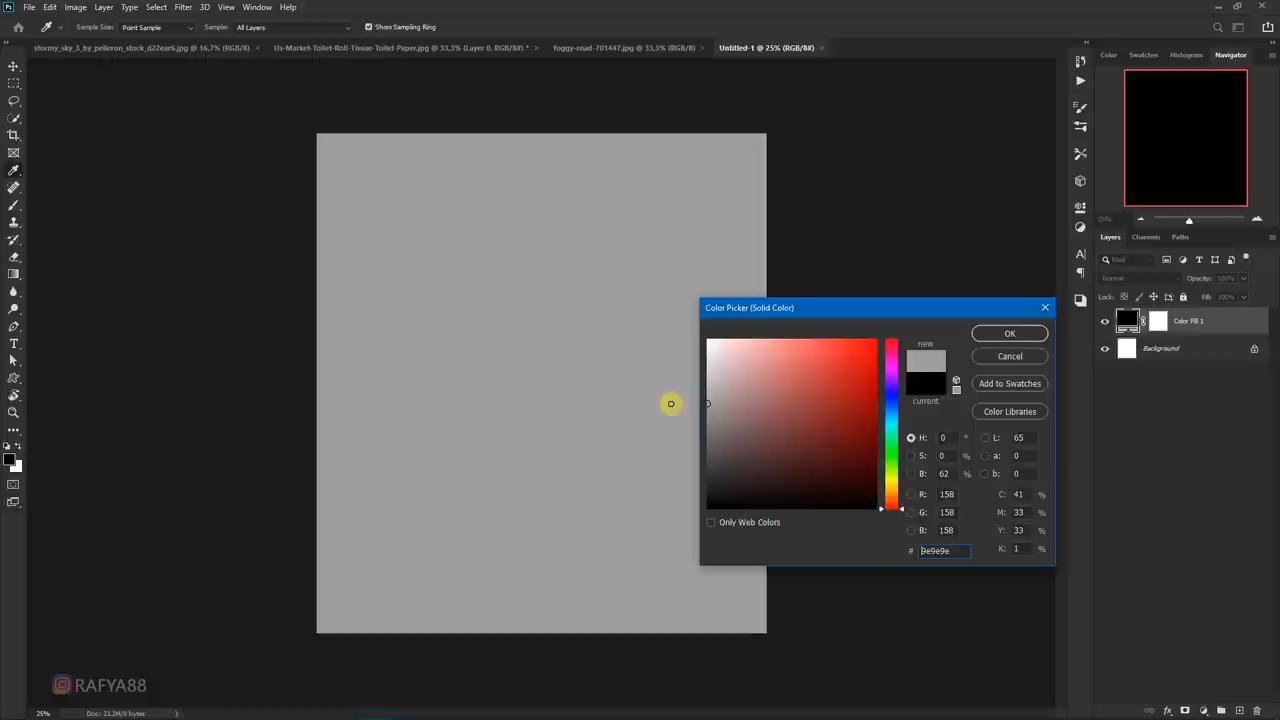 Ps File Edit Image Layer Type Select Filter 3D View Window Help
Sample Size: Point Sample Sample: All Layers Show Sampling Ring
stormy_sky_3_by_pelleron_stock_d22ear6.jpg @ 16,7% (RGB/8) × Us-Market-Toilet-Roll-Tissue-Toilet-Paper.jpg @ 33,3% (Layer 0, RGB/8#) * × foggy-road-701447.jpg @ 33,3% (RGB/8) × Untitled-1 @ 25% (RGB/8#) ×
Color Swatches Histogram Navigator
Layers Channels Paths
Kind
Normal Opacity: 100%
Lock: Fill: 100%
Color Fill 1
Background
Color Picker (Solid Color)
new
current
OK
Cancel
Add to Swatches
Color Libraries
H: 0 ° L: 65
S: 0 % a: 0
B: 62 % b: 0
R: 158 C: 41 %
G: 158 M: 33 %
B: 158 Y: 33 %
# 9e9e9e K: 1 %
Only Web Colors
RAFYA88
25% Doc: 23.2M/0 bytes